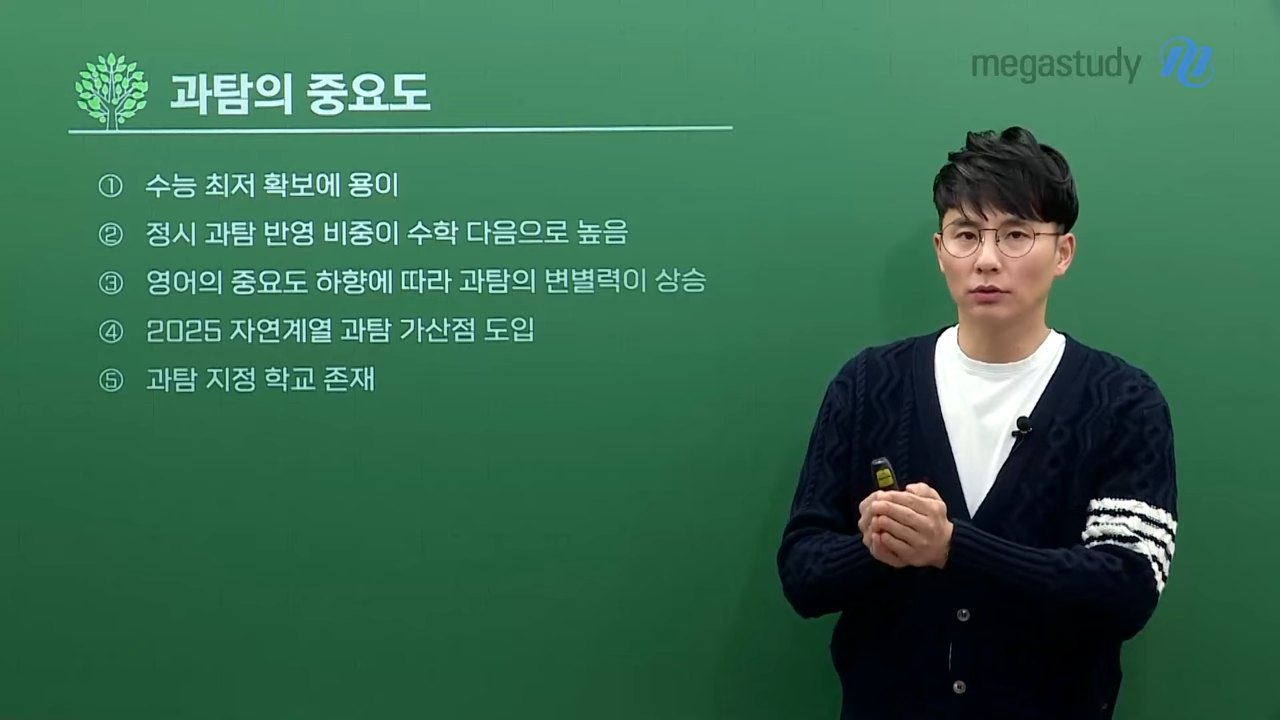 과탐의 중요도
megastudy
① 수능 최저 확보에 용이
② 정시 과탐 반영 비중이 수학 다음으로 높음
③ 영어의 중요도 하향에 따라 과탐의 변별력이 상승
④ 2025 자연계열 과탐 가산점 도입
⑤ 과탐 지정 학교 존재